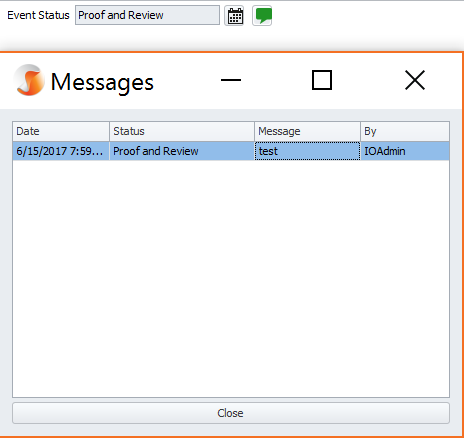 Event Status Proof and Review
Messages
Date Status Message By
6/15/2017 7:59... Proof and Review test IOAdmin
Close